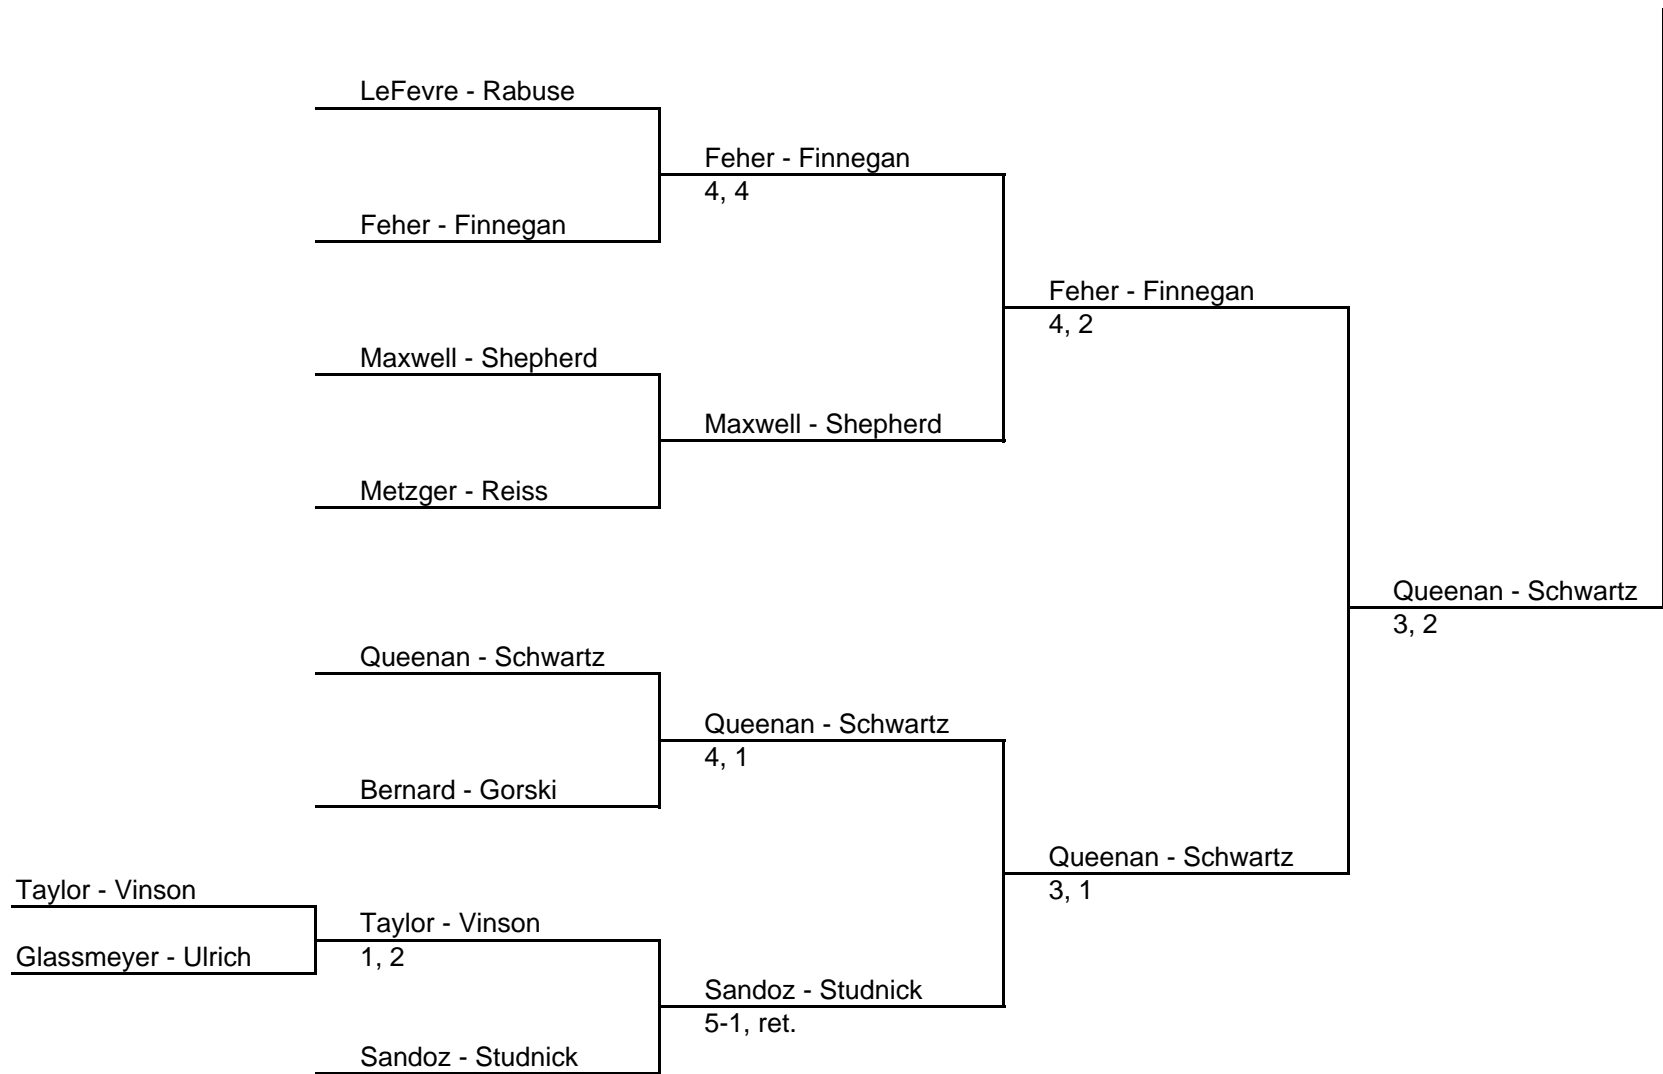 LeFevre - Rabuse
Feher - Finnegan
4, 4
Feher - Finnegan
Feher - Finnegan
4, 2
Maxwell - Shepherd
Maxwell - Shepherd
Metzger - Reiss
Queenan - Schwartz
3, 2
Queenan - Schwartz
Queenan - Schwartz
4, 1
Bernard - Gorski
Queenan - Schwartz
3, 1
Taylor - Vinson
Taylor - Vinson
1, 2
Glassmeyer - Ulrich
Sandoz - Studnick
5-1, ret.
Sandoz - Studnick